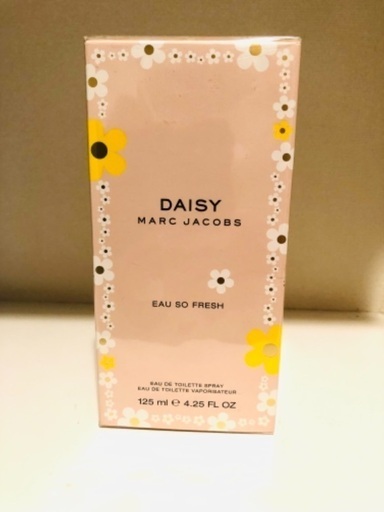 DAISY
MARC JACOBS
EAU SO FRESH
EAU DE TOILETTE SPRAY
EAU DE TOILETTE VAPORISATEUR
125 ml ℮ 4.25 FL OZ